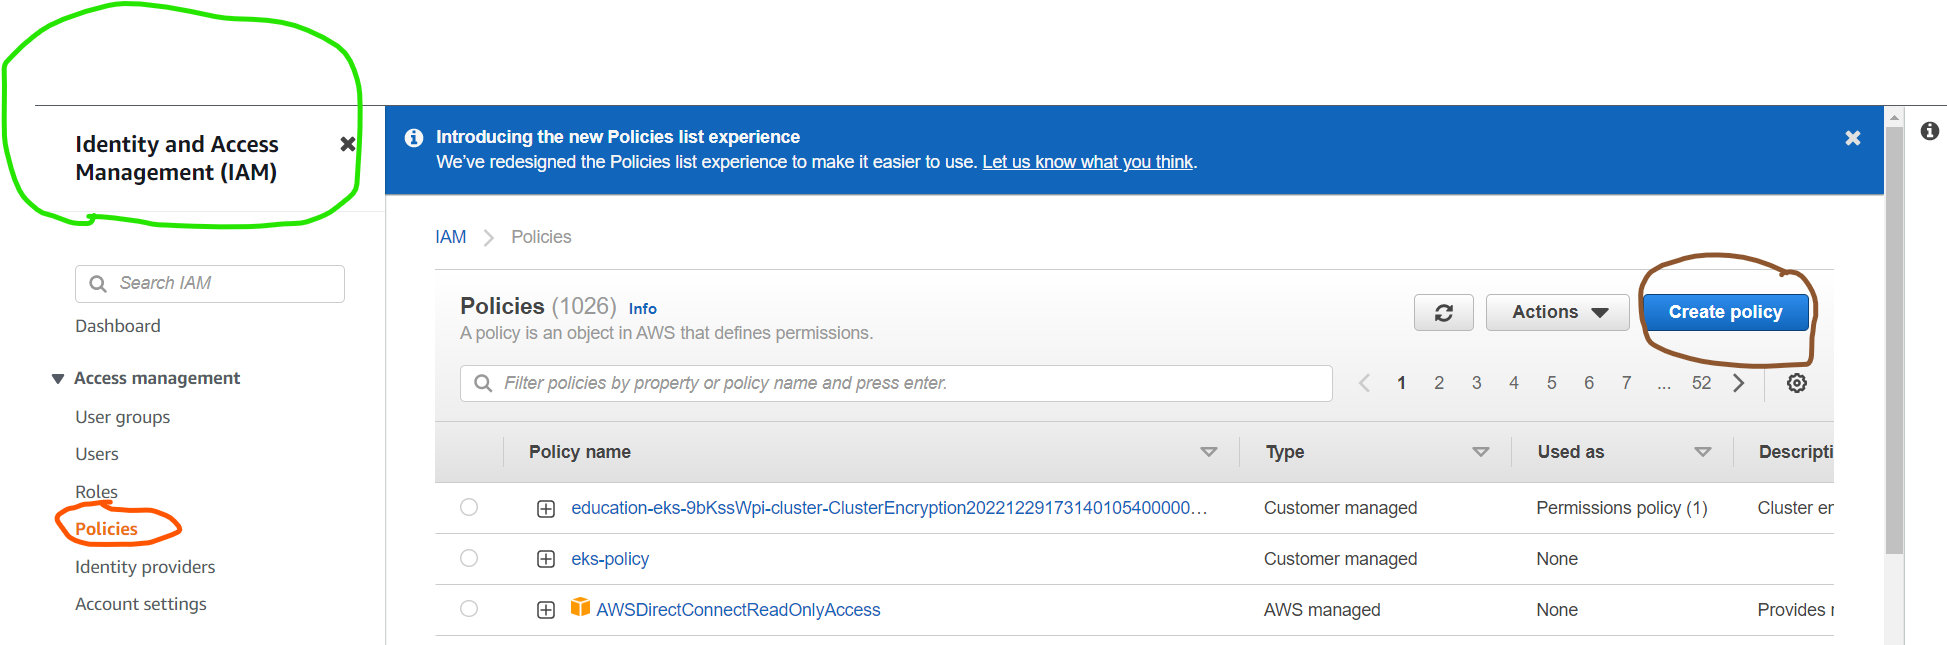 Identity and Access
Management (IAM)
Search IAM
Dashboard
Access management
User groups
Users
Roles
Policies
Identity providers
Account settings
Introducing the new Policies list experience
We've redesigned the Policies list experience to make it easier to use. Let us know what you think.
IAM Policies
Policies (1026) Info
A policy is an object in AWS that defines permissions.
Actions Create policy
Filter policies by property or policy name and press enter.
1 2 3 4 5 6 7 ... 52
Policy name Type Used as Descripti
education-eks-9bKssWpi-cluster-ClusterEncryption20221229173140105400000... Customer managed Permissions policy (1) Cluster er
eks-policy Customer managed None
AWSDirectConnectReadOnlyAccess AWS managed None Provides r